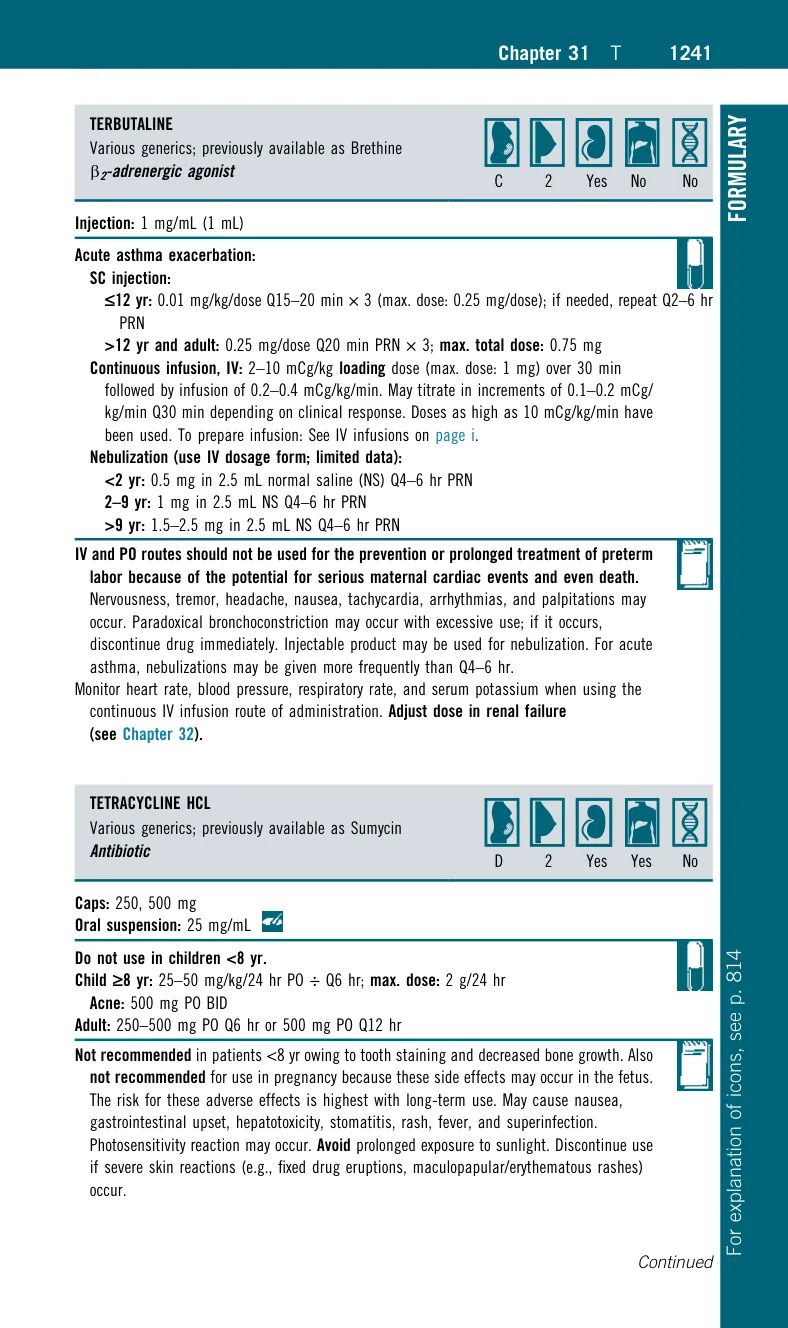 Chapter 31 T 1241
TERBUTALINE
Various generics; previously available as Brethine
β2-adrenergic agonist
C 2 Yes No No
Injection: 1 mg/mL (1 mL)
Acute asthma exacerbation:
SC injection:
≤12 yr: 0.01 mg/kg/dose Q15–20 min × 3 (max. dose: 0.25 mg/dose); if needed, repeat Q2–6 hr
PRN
>12 yr and adult: 0.25 mg/dose Q20 min PRN × 3; max. total dose: 0.75 mg
Continuous infusion, IV: 2–10 mCg/kg loading dose (max. dose: 1 mg) over 30 min
followed by infusion of 0.2–0.4 mCg/kg/min. May titrate in increments of 0.1–0.2 mCg/
kg/min Q30 min depending on clinical response. Doses as high as 10 mCg/kg/min have
been used. To prepare infusion: See IV infusions on page i.
Nebulization (use IV dosage form; limited data):
<2 yr: 0.5 mg in 2.5 mL normal saline (NS) Q4–6 hr PRN
2–9 yr: 1 mg in 2.5 mL NS Q4–6 hr PRN
>9 yr: 1.5–2.5 mg in 2.5 mL NS Q4–6 hr PRN
IV and PO routes should not be used for the prevention or prolonged treatment of preterm
labor because of the potential for serious maternal cardiac events and even death.
Nervousness, tremor, headache, nausea, tachycardia, arrhythmias, and palpitations may
occur. Paradoxical bronchoconstriction may occur with excessive use; if it occurs,
discontinue drug immediately. Injectable product may be used for nebulization. For acute
asthma, nebulizations may be given more frequently than Q4–6 hr.
Monitor heart rate, blood pressure, respiratory rate, and serum potassium when using the
continuous IV infusion route of administration. Adjust dose in renal failure
(see Chapter 32).
TETRACYCLINE HCL
Various generics; previously available as Sumycin
Antibiotic
D 2 Yes Yes No
Caps: 250, 500 mg
Oral suspension: 25 mg/mL
Do not use in children <8 yr.
Child ≥8 yr: 25–50 mg/kg/24 hr PO ÷ Q6 hr; max. dose: 2 g/24 hr
Acne: 500 mg PO BID
Adult: 250–500 mg PO Q6 hr or 500 mg PO Q12 hr
Not recommended in patients <8 yr owing to tooth staining and decreased bone growth. Also
not recommended for use in pregnancy because these side effects may occur in the fetus.
The risk for these adverse effects is highest with long-term use. May cause nausea,
gastrointestinal upset, hepatotoxicity, stomatitis, rash, fever, and superinfection.
Photosensitivity reaction may occur. Avoid prolonged exposure to sunlight. Discontinue use
if severe skin reactions (e.g., fixed drug eruptions, maculopapular/erythematous rashes)
occur.
Continued
FORMULARY
For explanation of icons, see p. 814